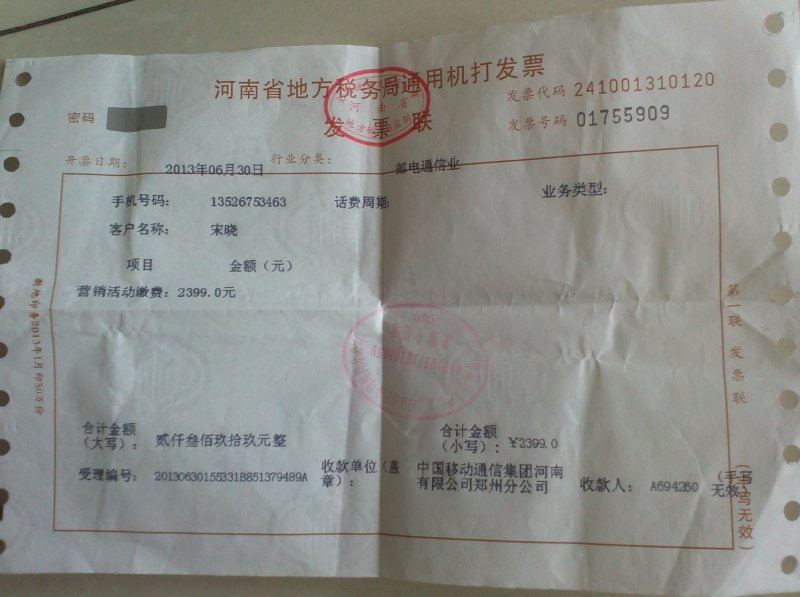 河南省地方税务局通用机打发票
发票联
发票代码 241001310120
发票号码 01755909
密码
开票日期： 2013年06月30日 行业分类： 邮电通信业
手机号码： 13526753463 话费周期： 业务类型：
客户名称： 宋晓
项目 金额（元）
营销活动缴费：2399.0元
第一联 发票联
合计金额（大写）： 贰仟叁佰玖拾玖元整
合计金额（小写）： ¥2399.0
受理编号： 20130630155331B851379489A
收款单位（盖章）： 中国移动通信集团河南有限公司郑州分公司
收款人： A694260
（手写无效）
（手写无效）